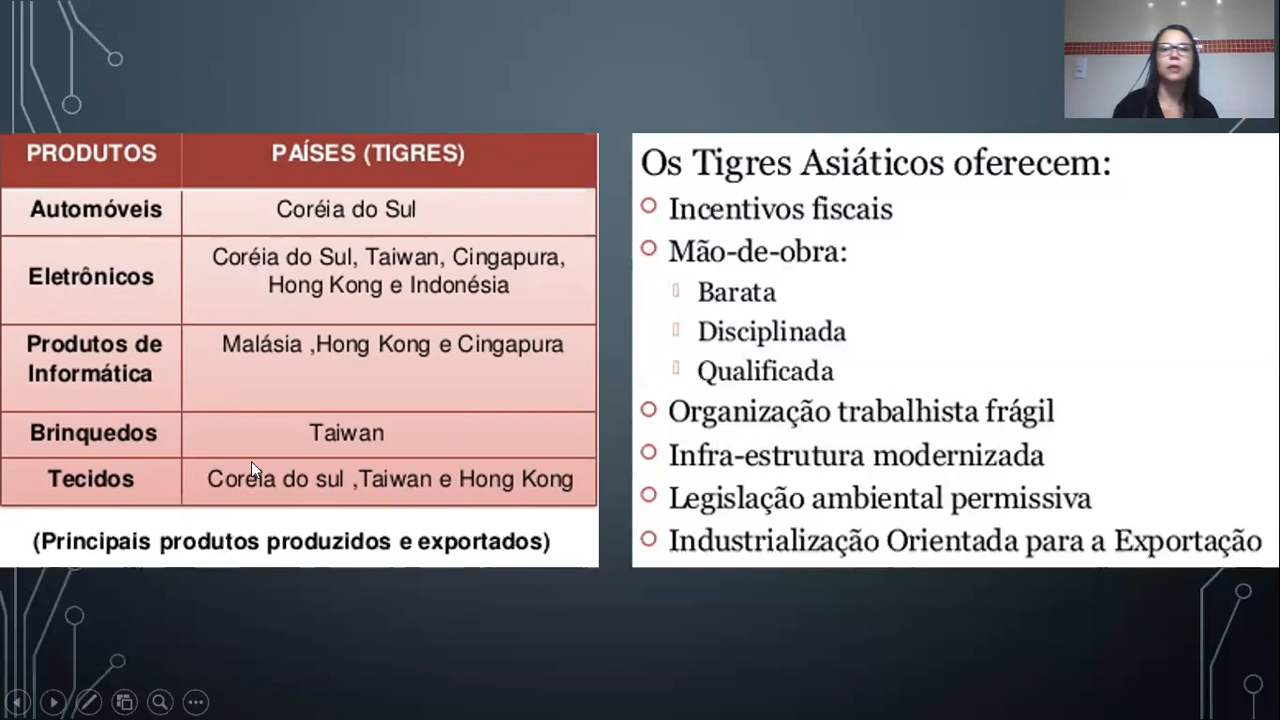 PRODUTOS
PAÍSES (TIGRES)
Automóveis
Coréia do Sul
Eletrônicos
Coréia do Sul, Taiwan, Cingapura,
Hong Kong e Indonésia
Produtos de
Informática
Malásia ,Hong Kong e Cingapura
Brinquedos
Taiwan
Tecidos
Coréia do sul ,Taiwan e Hong Kong
(Principais produtos produzidos e exportados)
Os Tigres Asiáticos oferecem:
Incentivos fiscais
Mão-de-obra:
Barata
Disciplinada
Qualificada
Organização trabalhista frágil
Infra-estrutura modernizada
Legislação ambiental permissiva
Industrialização Orientada para a Exportação